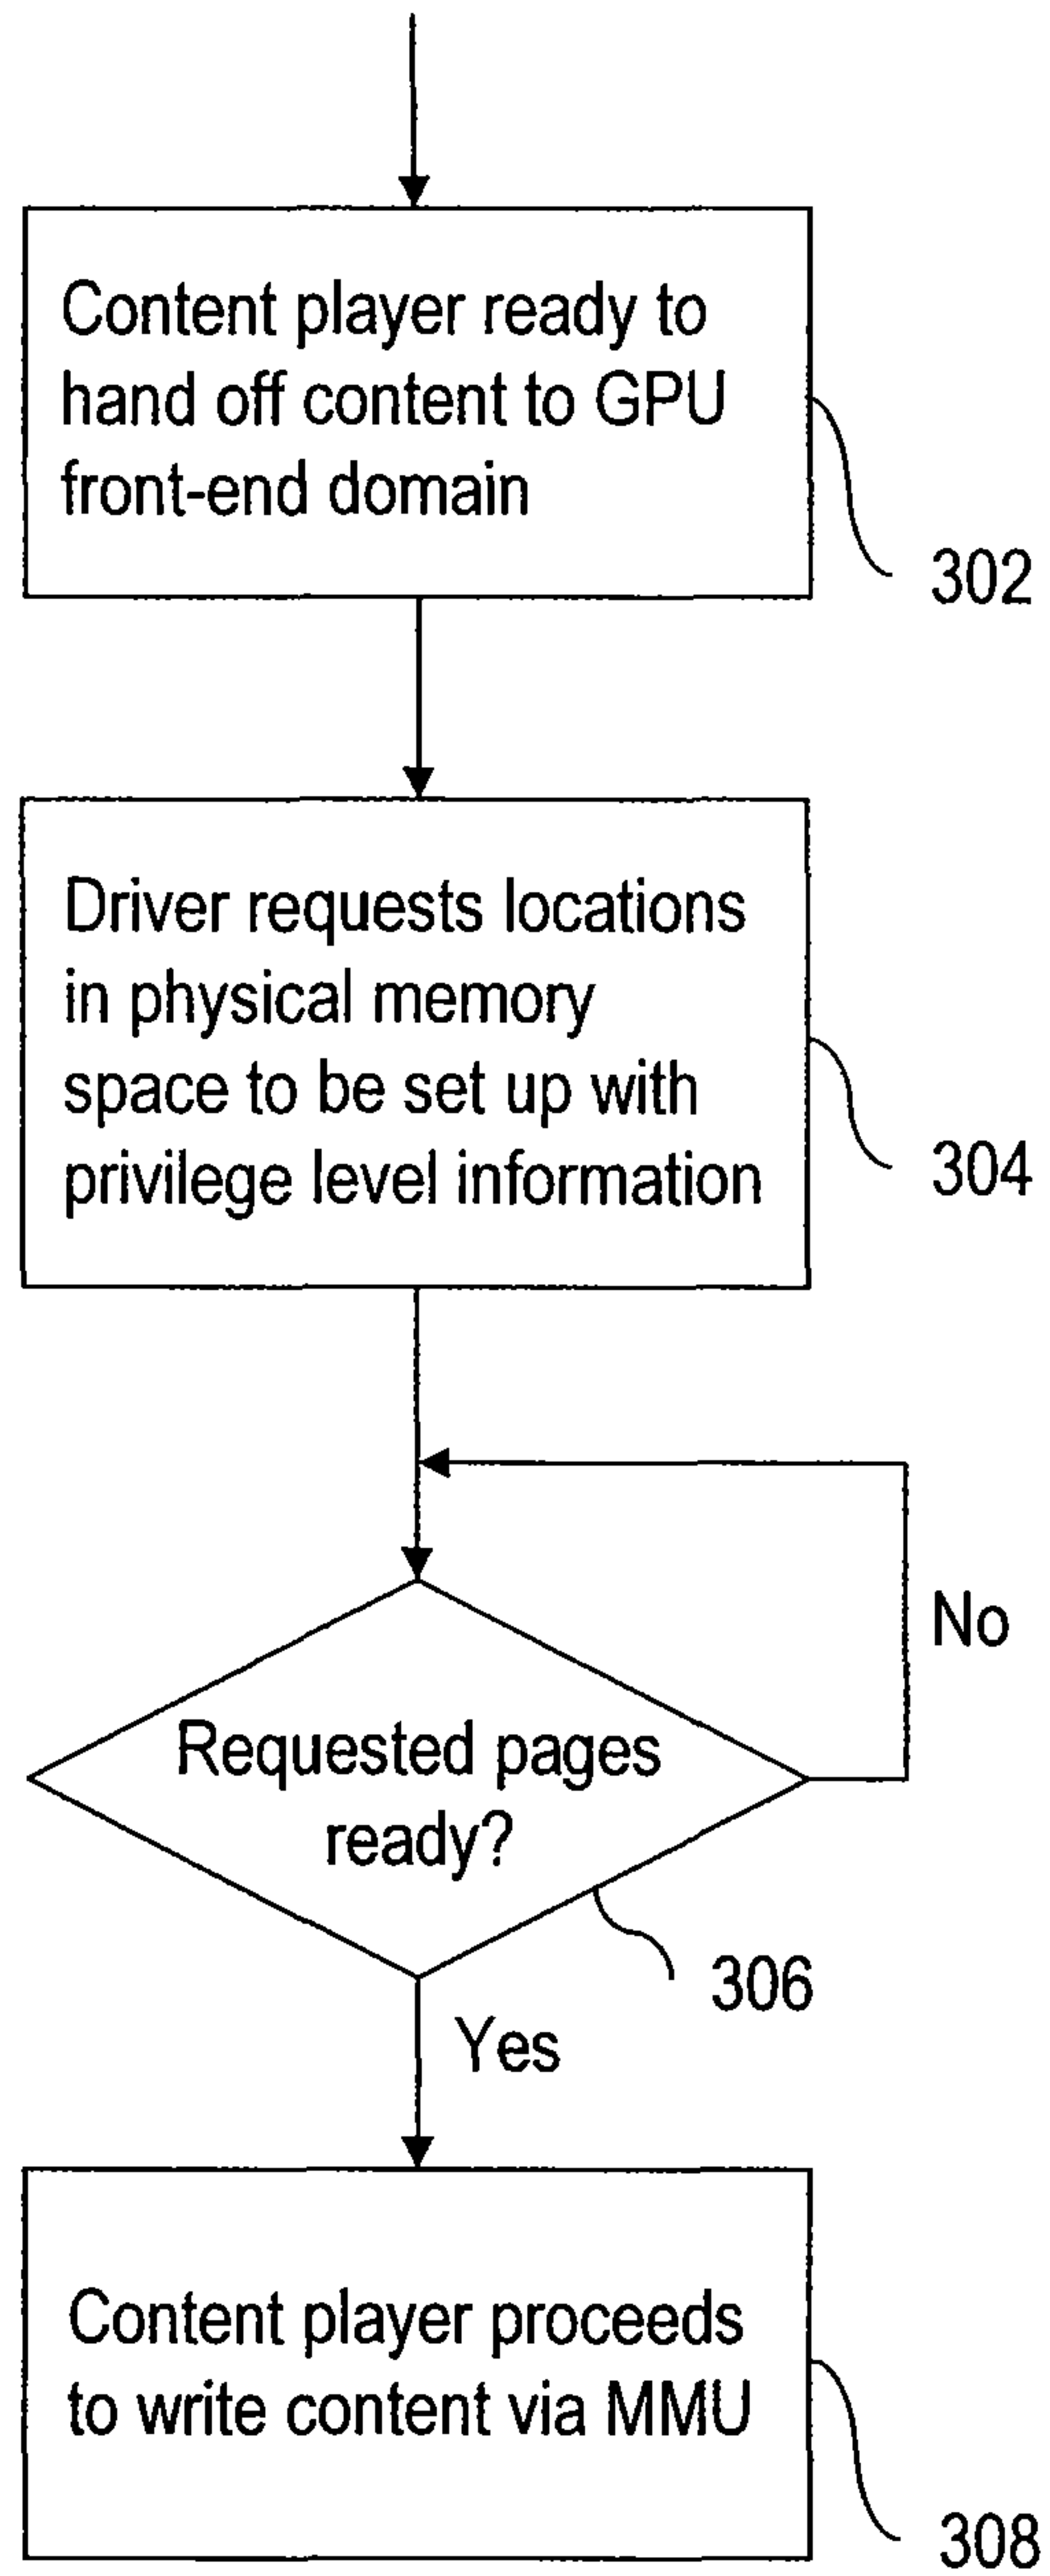 Content player ready to
hand off content to GPU
front-end domain
302
Driver requests locations
in physical memory
space to be set up with
privilege level information
304
No
Requested pages
ready?
306
Yes
Content player proceeds
to write content via MMU
308